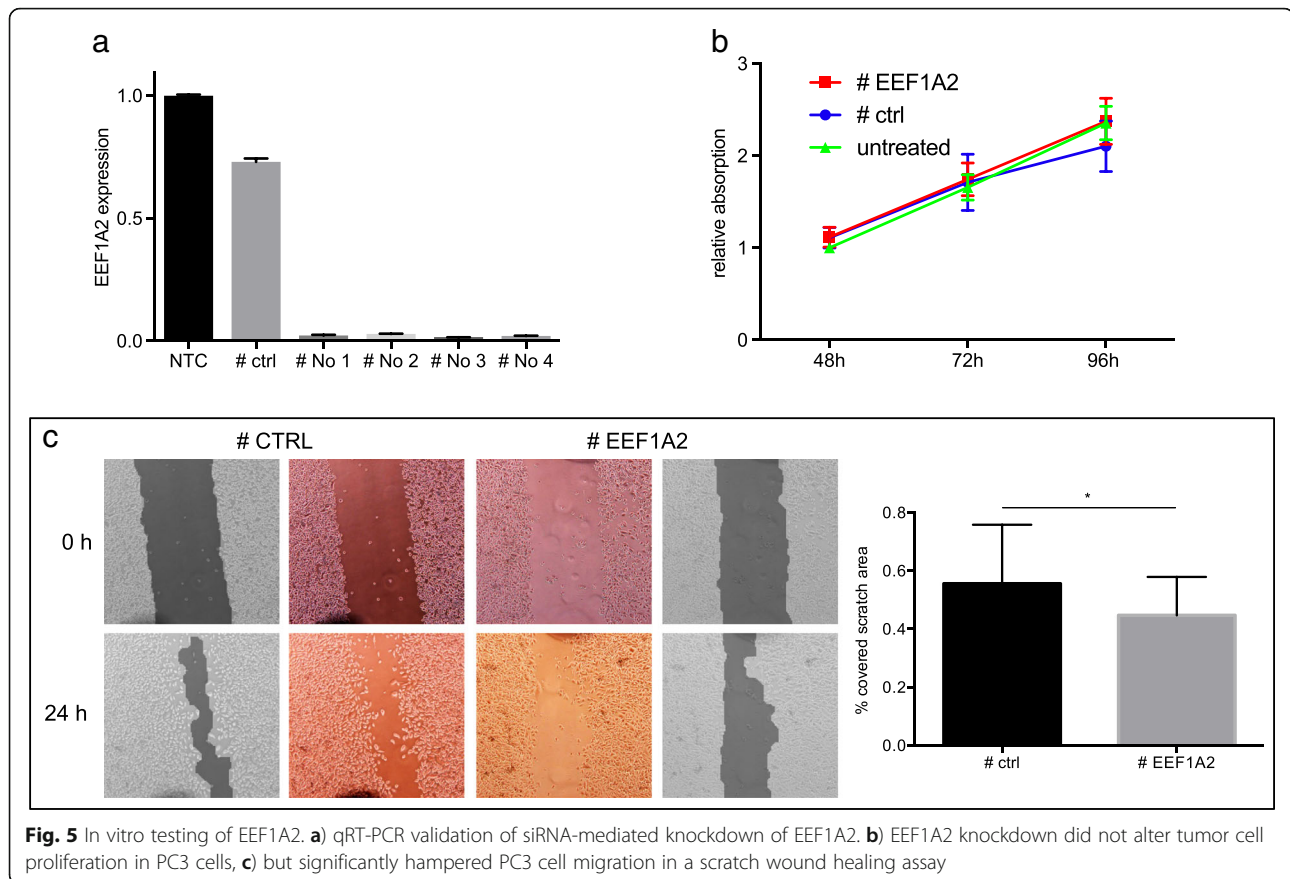 a
EEF1A2 expression
1.0
0.5
0.0
NTC
# ctrl
# No 1
# No 2
# No 3
# No 4
b
relative absorption
3
2
1
0
# EEF1A2
# ctrl
untreated
48h
72h
96h
c
# CTRL
# EEF1A2
0 h
24 h
% covered scratch area
0.8
0.6
0.4
0.2
0.0
*
# ctrl
# EEF1A2
Fig. 5 In vitro testing of EEF1A2. a) qRT-PCR validation of siRNA-mediated knockdown of EEF1A2. b) EEF1A2 knockdown did not alter tumor cell
proliferation in PC3 cells, c) but significantly hampered PC3 cell migration in a scratch wound healing assay